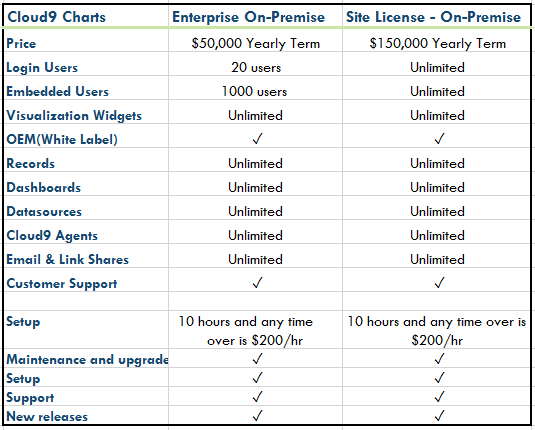 Cloud9 Charts Enterprise On-Premise Site License - On-Premise
Price $50,000 Yearly Term $150,000 Yearly Term
Login Users 20 users Unlimited
Embedded Users 1000 users Unlimited
Visualization Widgets Unlimited Unlimited
OEM(White Label) ✓ ✓
Records Unlimited Unlimited
Dashboards Unlimited Unlimited
Datasources Unlimited Unlimited
Cloud9 Agents Unlimited Unlimited
Email & Link Shares Unlimited Unlimited
Customer Support ✓ ✓
Setup 10 hours and any time 10 hours and any time over is
over is $200/hr $200/hr
Maintenance and upgrade ✓ ✓
Setup ✓ ✓
Support ✓ ✓
New releases ✓ ✓